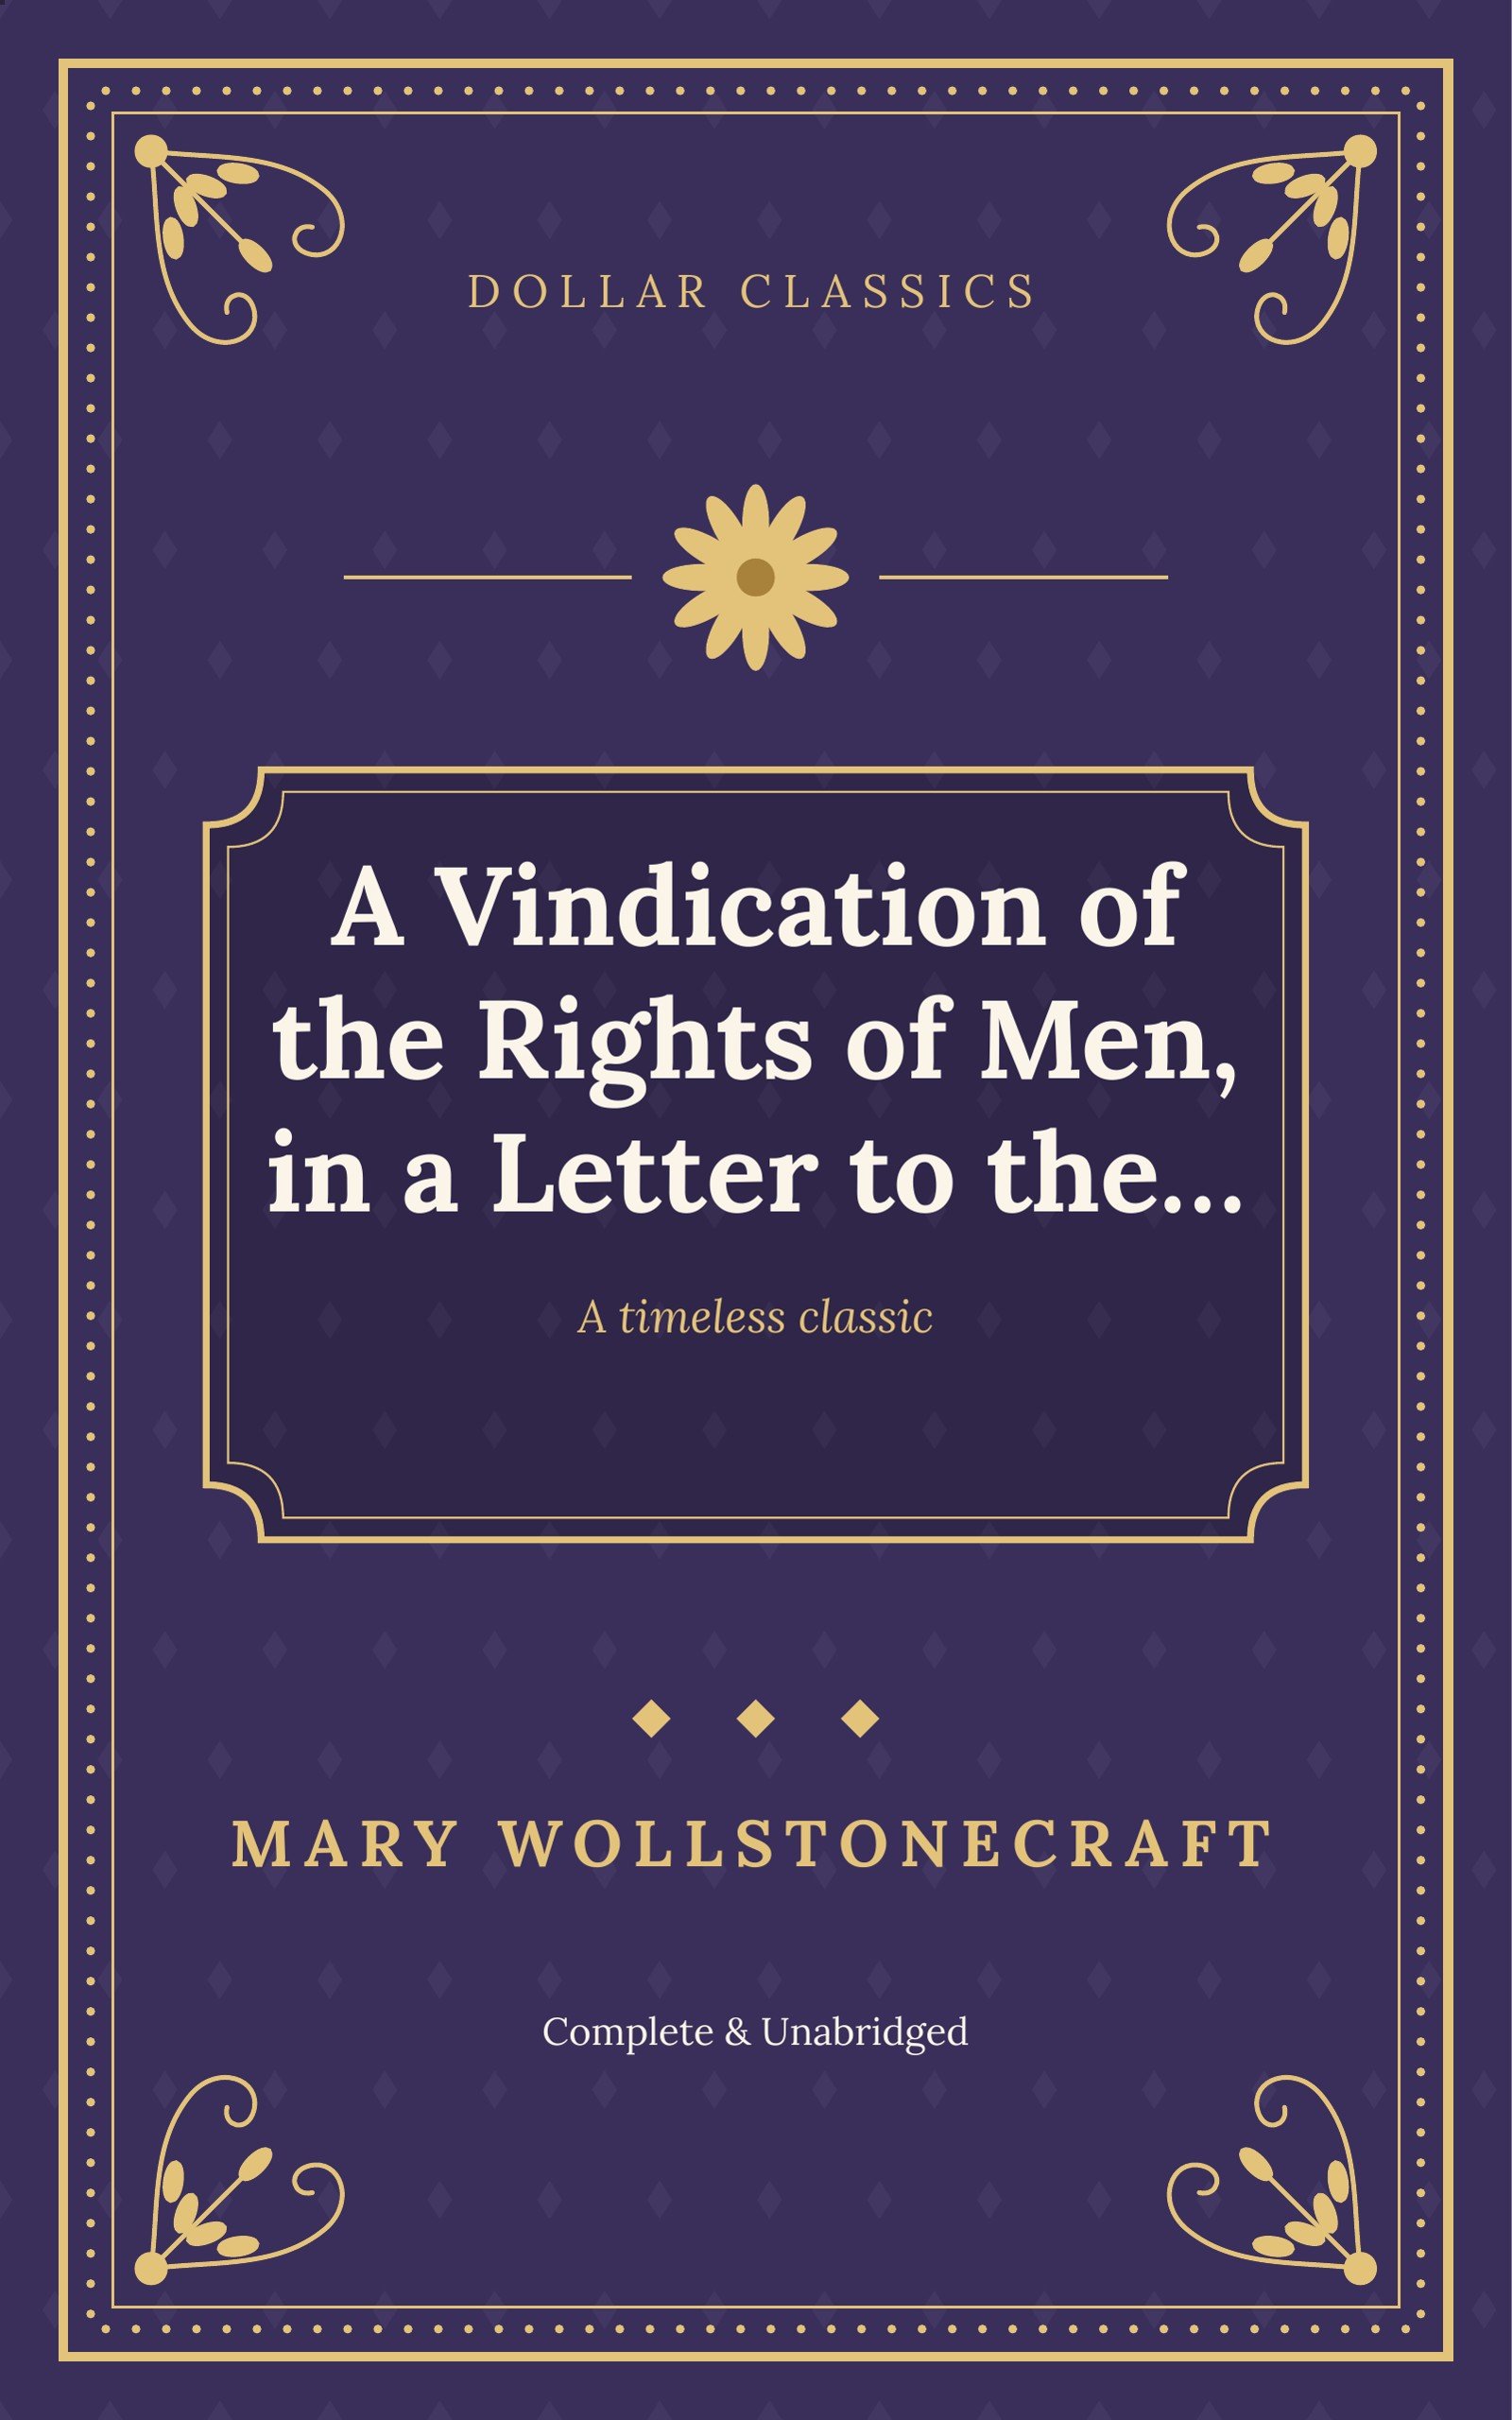 DOLLAR CLASSICS
A Vindication of
the Rights of Men,
in a Letter to the...
A timeless classic
MARY WOLLSTONECRAFT
Complete & Unabridged